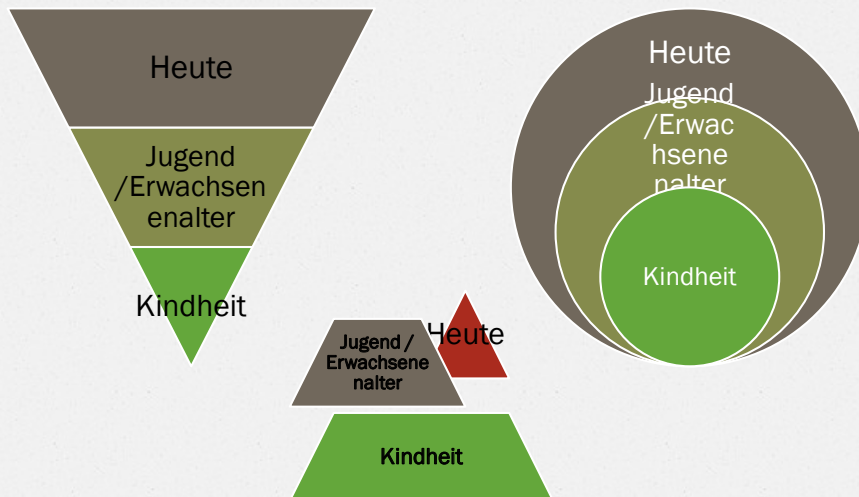 Heute
Jugend
/Erwachsen
enalter
Kindheit
Heute
Jugend
/Erwac
hsene
nalter
Kindheit
Heute
Jugend /
Erwachsene
nalter
Kindheit